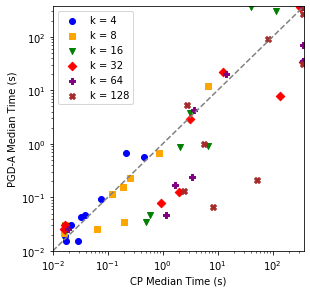 k = 4
k = 8
k = 16
k = 32
k = 64
k = 128
PGD-A Median Time (s)
10²
10¹
10⁰
10⁻¹
10⁻²
10⁻² 10⁻¹ 10⁰ 10¹ 10²
CP Median Time (s)